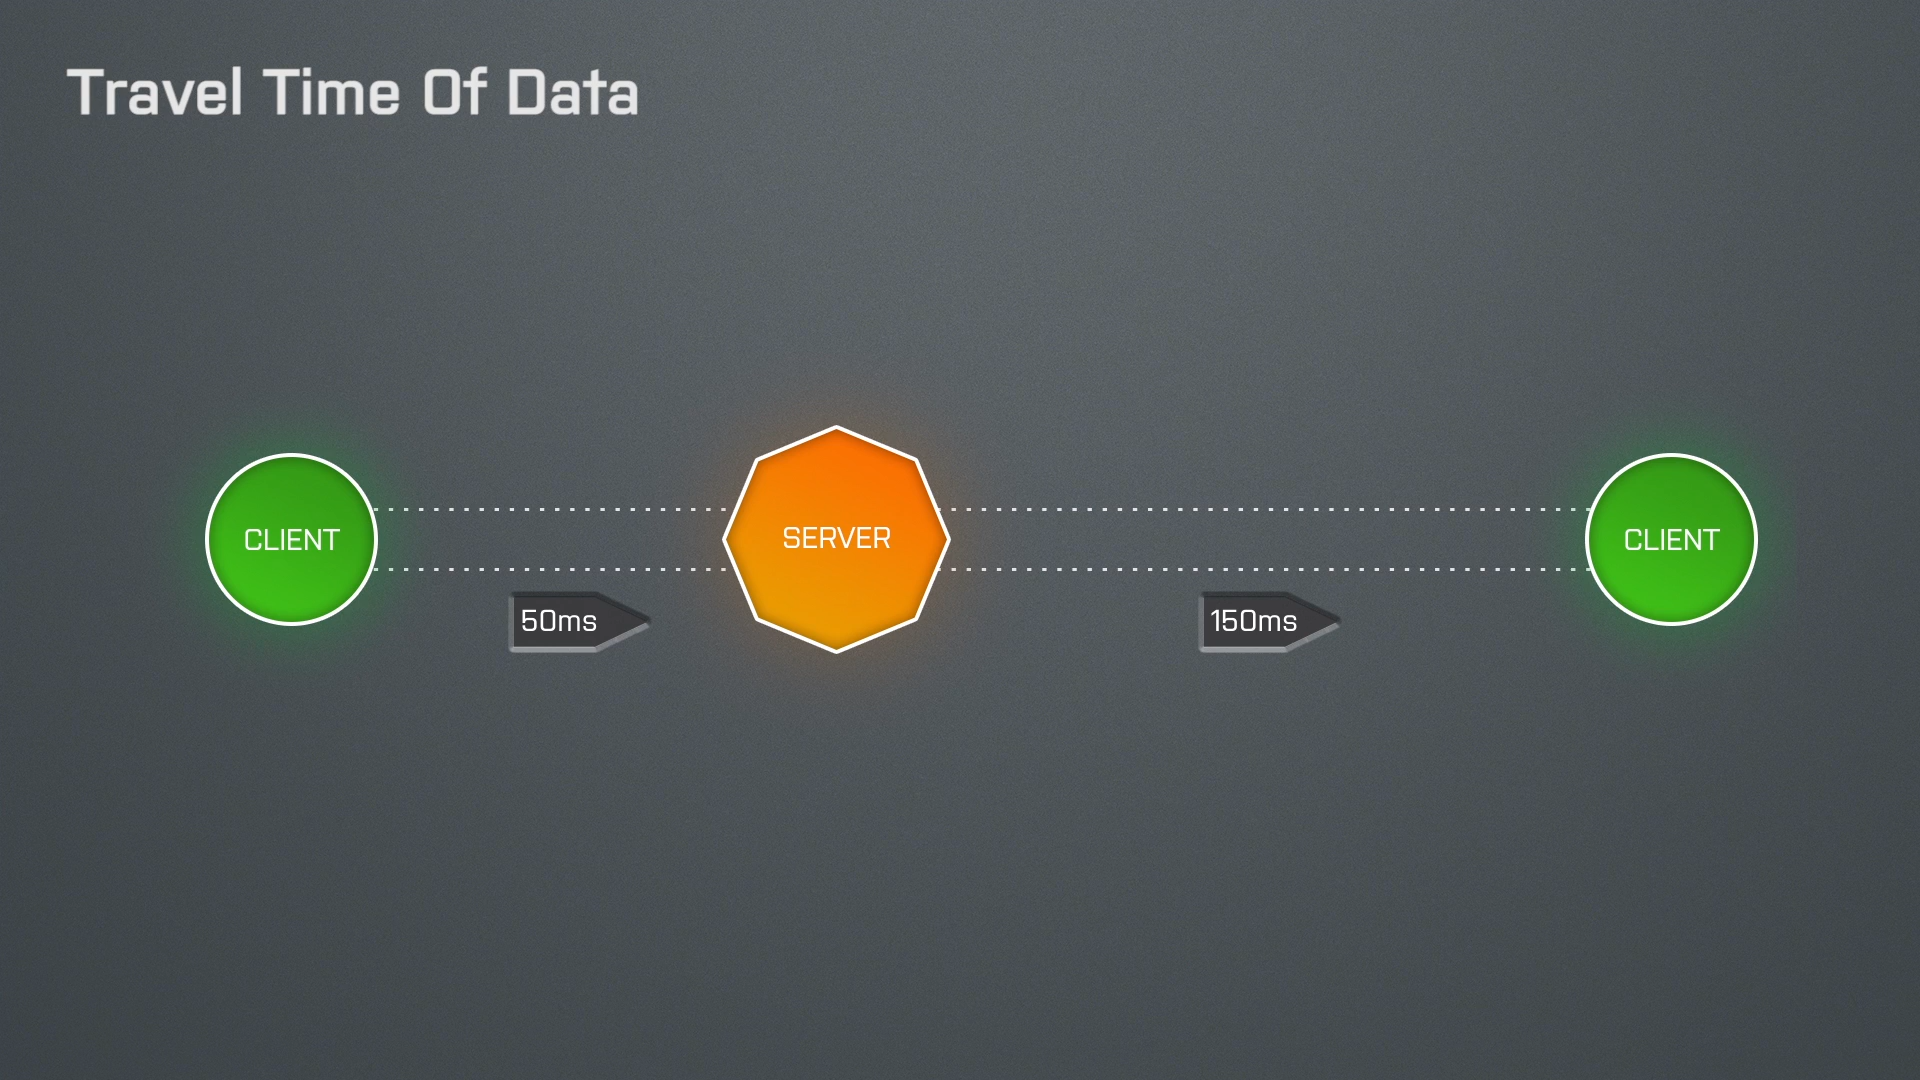 Travel Time Of Data
CLIENT
SERVER
CLIENT
50ms
150ms